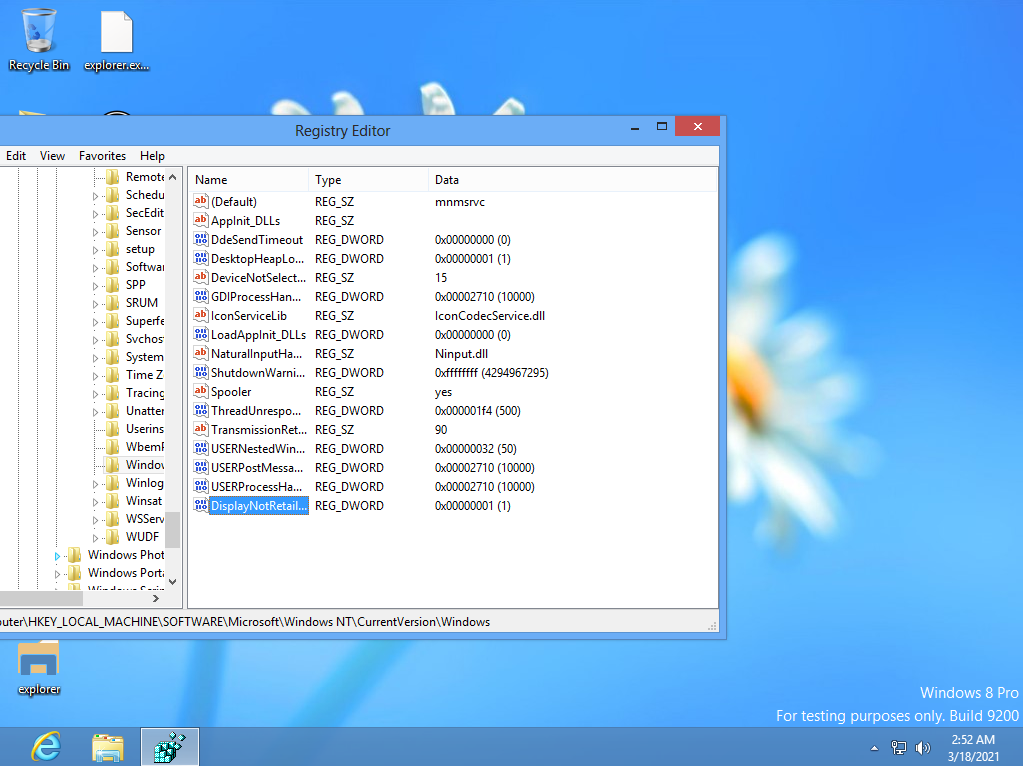 Recycle Bin
explorer.ex...
Registry Editor
Edit View Favorites Help
Remote
Schedu
SecEdit
Sensor
setup
Softwar
SPP
SRUM
Superfe
Svchos
System
Time Z
Tracing
Unatter
Userins
WbemP
Window
Winlog
Winsat
WSServ
WUDF
Windows Phot
Windows Porta
Windows Scrip
Name Type Data
(Default) REG_SZ mnmsrvc
AppInit_DLLs REG_SZ
DdeSendTimeout REG_DWORD 0x00000000 (0)
DesktopHeapLo... REG_DWORD 0x00000001 (1)
DeviceNotSelect... REG_SZ 15
GDIProcessHan... REG_DWORD 0x00002710 (10000)
IconServiceLib REG_SZ IconCodecService.dll
LoadAppInit_DLLs REG_DWORD 0x00000000 (0)
NaturalInputHa... REG_SZ Ninput.dll
ShutdownWarni... REG_DWORD 0xffffffff (4294967295)
Spooler REG_SZ yes
ThreadUnrespo... REG_DWORD 0x000001f4 (500)
TransmissionRet... REG_SZ 90
USERNestedWin... REG_DWORD 0x00000032 (50)
USERPostMessa... REG_DWORD 0x00002710 (10000)
USERProcessHa... REG_DWORD 0x00002710 (10000)
DisplayNotRetail... REG_DWORD 0x00000001 (1)
outer\HKEY_LOCAL_MACHINE\SOFTWARE\Microsoft\Windows NT\CurrentVersion\Windows
explorer
Windows 8 Pro
For testing purposes only. Build 9200
2:52 AM
3/18/2021